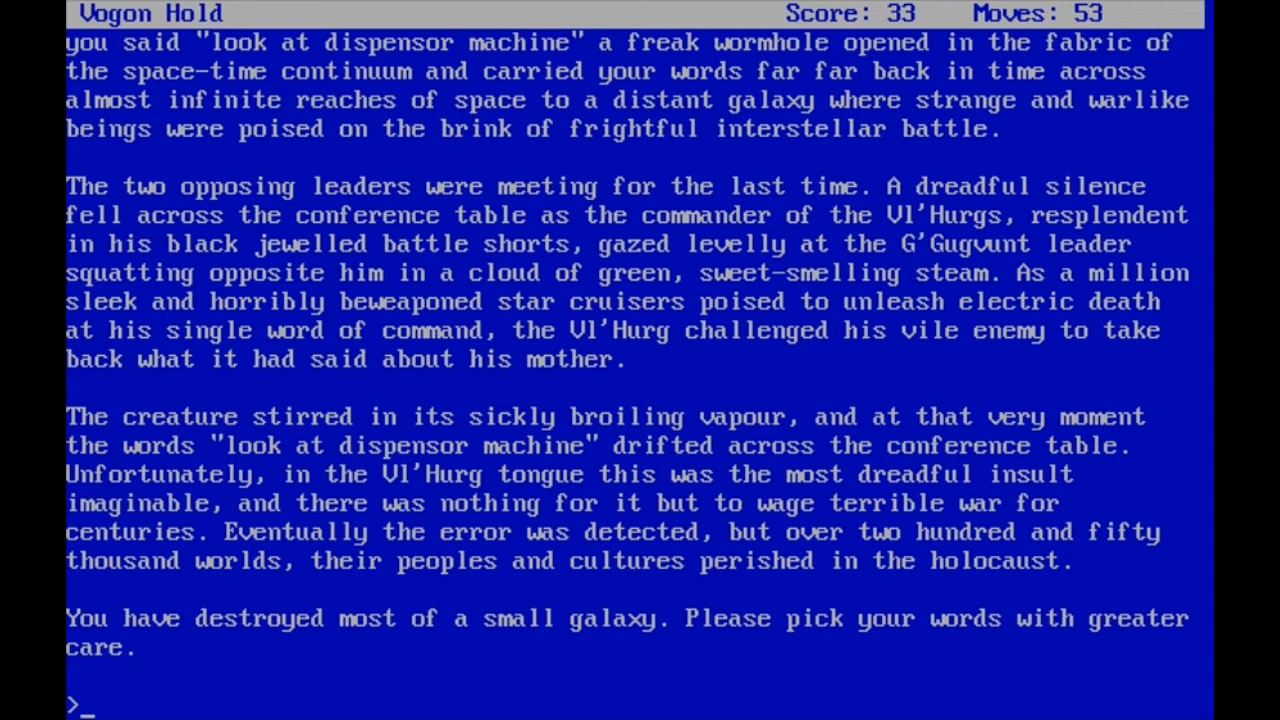 Vogon Hold Score: 33 Moves: 53
you said "look at dispensor machine" a freak wormhole opened in the fabric of
the space-time continuum and carried your words far far back in time across
almost infinite reaches of space to a distant galaxy where strange and warlike
beings were poised on the brink of frightful interstellar battle.
The two opposing leaders were meeting for the last time. A dreadful silence
fell across the conference table as the commander of the Vl'Hurgs, resplendent
in his black jewelled battle shorts, gazed levelly at the G'Gugvunt leader
squatting opposite him in a cloud of green, sweet-smelling steam. As a million
sleek and horribly beweaponed star cruisers poised to unleash electric death
at his single word of command, the Vl'Hurg challenged his vile enemy to take
back what it had said about his mother.
The creature stirred in its sickly broiling vapour, and at that very moment
the words "look at dispensor machine" drifted across the conference table.
Unfortunately, in the Vl'Hurg tongue this was the most dreadful insult
imaginable, and there was nothing for it but to wage terrible war for
centuries. Eventually the error was detected, but over two hundred and fifty
thousand worlds, their peoples and cultures perished in the holocaust.
You have destroyed most of a small galaxy. Please pick your words with greater
care.
>_